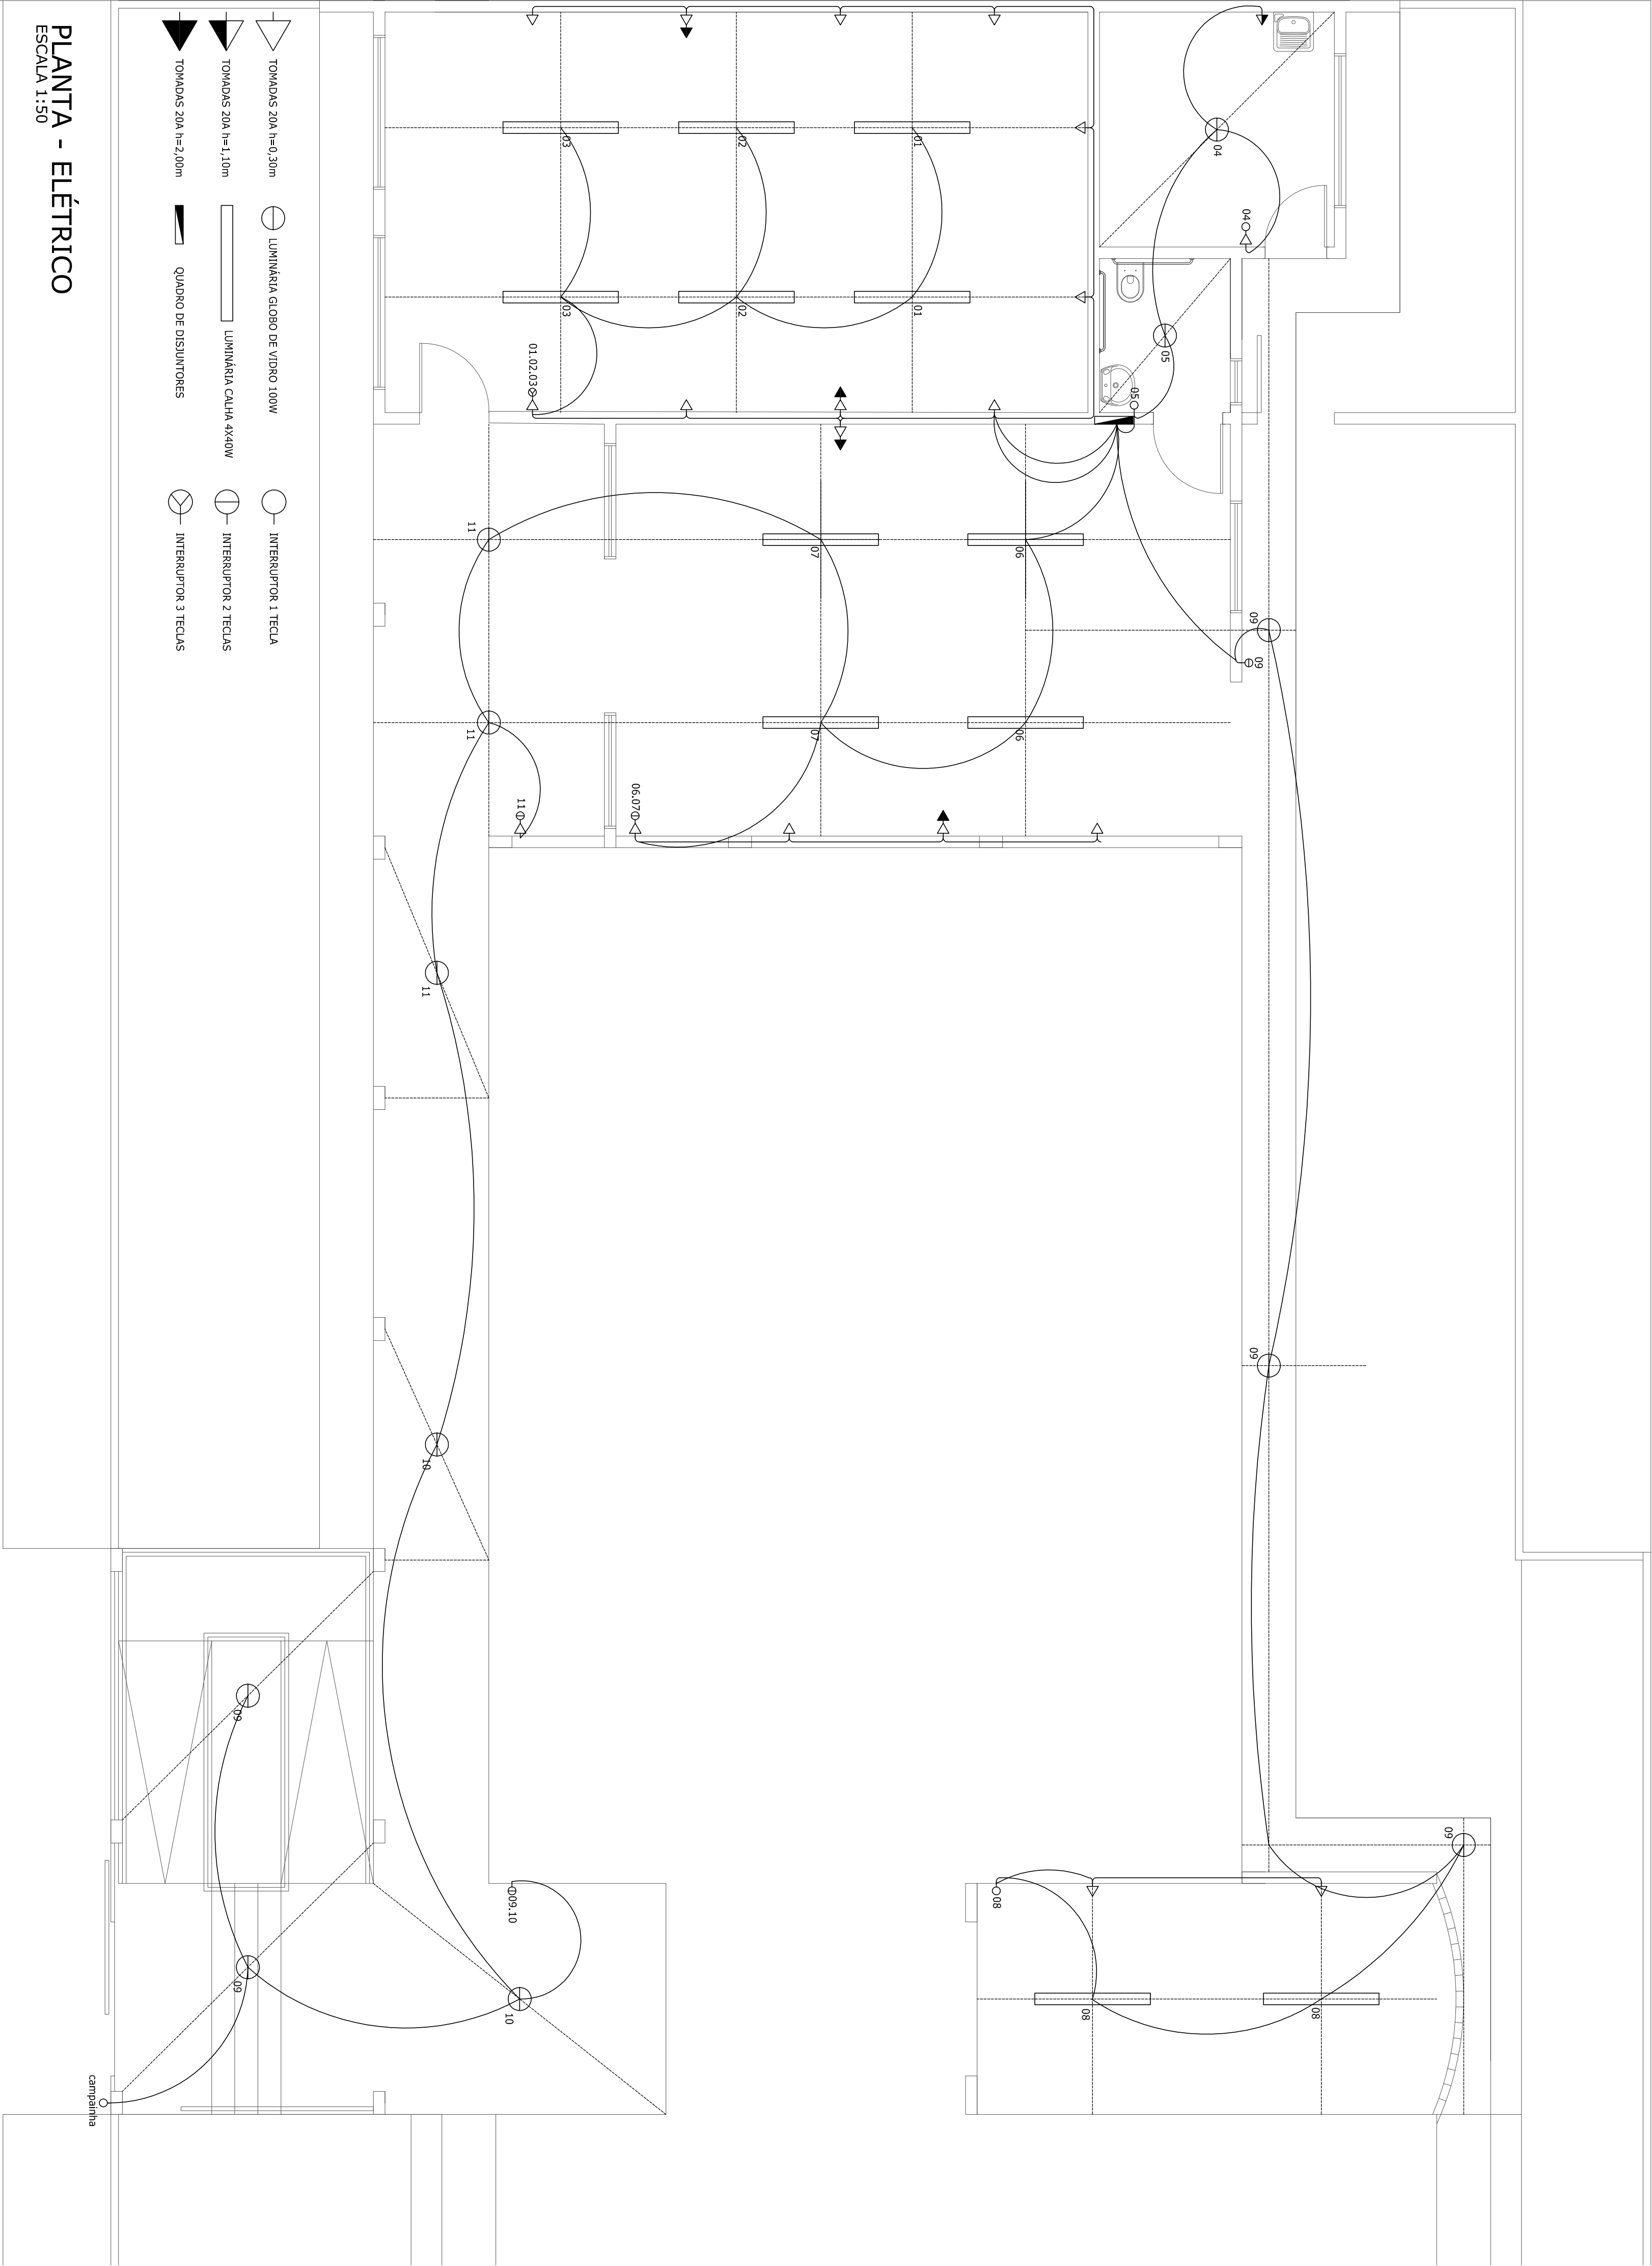 PLANTA - ELÉTRICO
ESCALA 1:50
TOMADAS 20A h=0,30m
TOMADAS 20A h=1,10m
TOMADAS 20A h=2,00m
LUMINÁRIA GLOBO DE VIDRO 100W
LUMINÁRIA CALHA 4X40W
QUADRO DE DISJUNTORES
INTERRUPTOR 1 TECLA
INTERRUPTOR 2 TECLAS
INTERRUPTOR 3 TECLAS
03
02
01
04
04
03
02
01
05
01.02.03
05
11
07
06
09
09
11
07
06
11
06.07
11
09
10
09
09
09.10
08
09
10
08
08
campainha